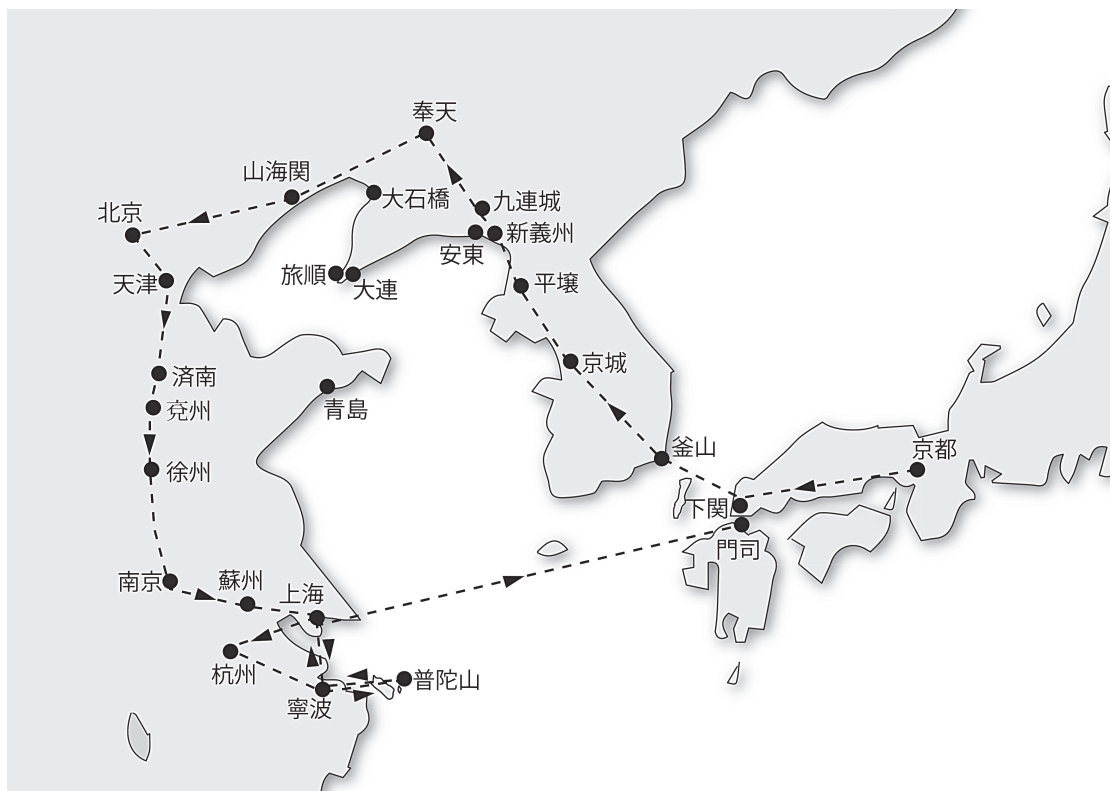 奉天
山海関
大石橋
九連城
北京
新義州
安東
天津
旅順
大連
平壌
京城
済南
兗州
青島
徐州
釜山
京都
下関
門司
南京
蘇州
上海
杭州
普陀山
寧波